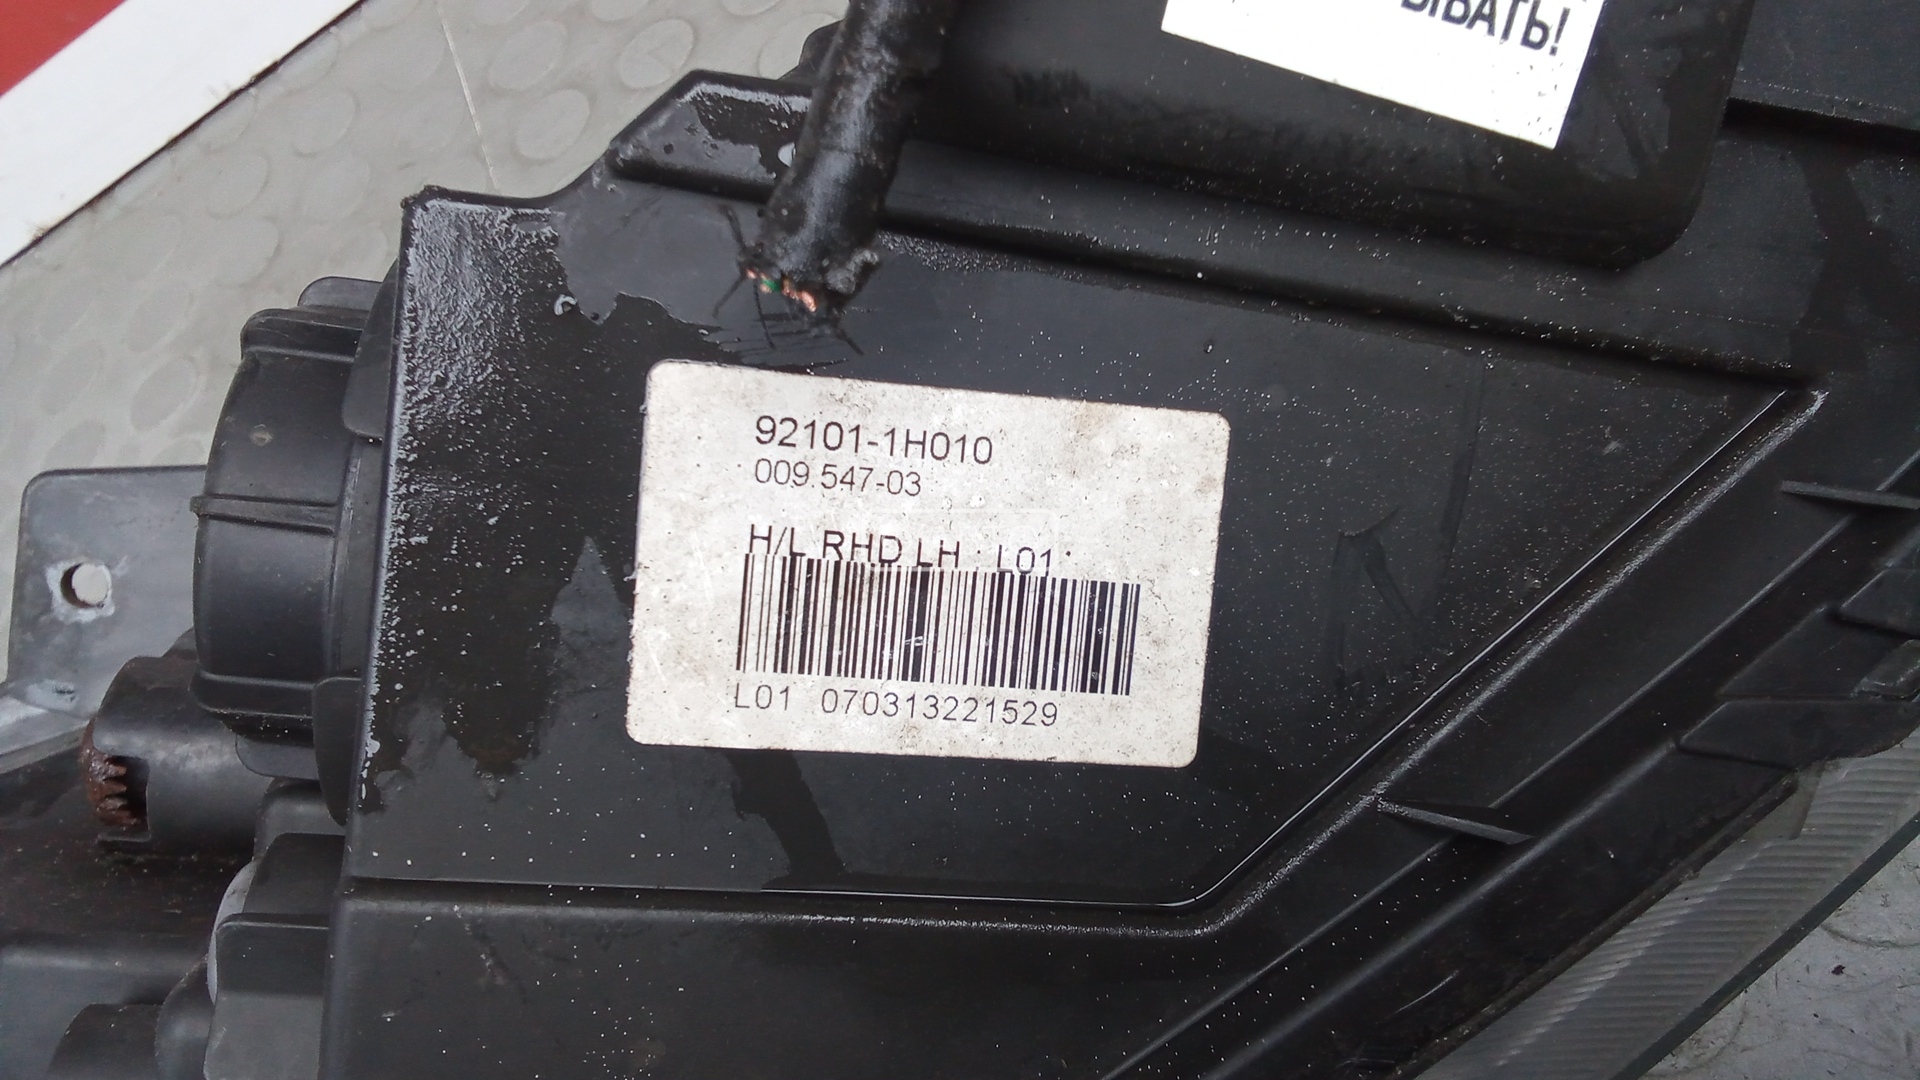 ЫВАТЬ!
92101-1H010
009.547-03
H/L RHD LH : L01
L01 070313221529